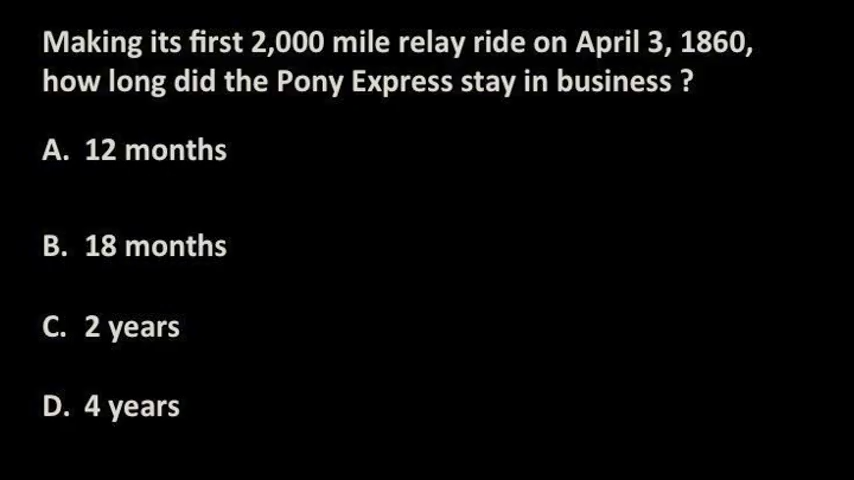 Making its first 2,000 mile relay ride on April 3, 1860,
how long did the Pony Express stay in business ?
A. 12 months
B. 18 months
C. 2 years
D. 4 years